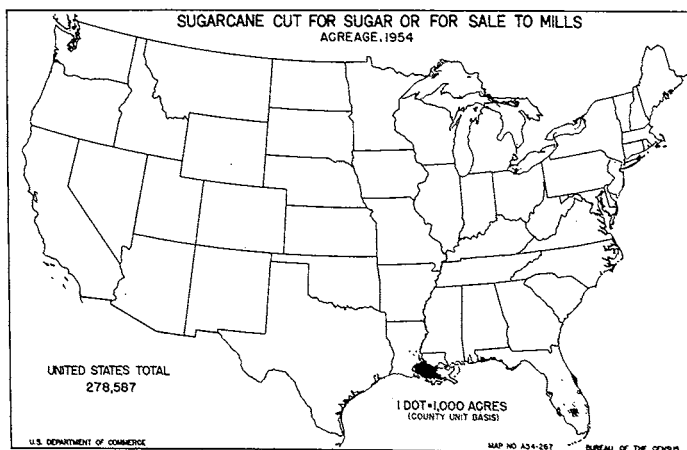 SUGARCANE CUT FOR SUGAR OR FOR SALE TO MILLS
ACREAGE, 1954
UNITED STATES TOTAL
278,587
1 DOT=1,000 ACRES
(COUNTY UNIT BASIS)
U.S. DEPARTMENT OF COMMERCE
MAP NO A54-267
BUREAU OF THE CENSUS